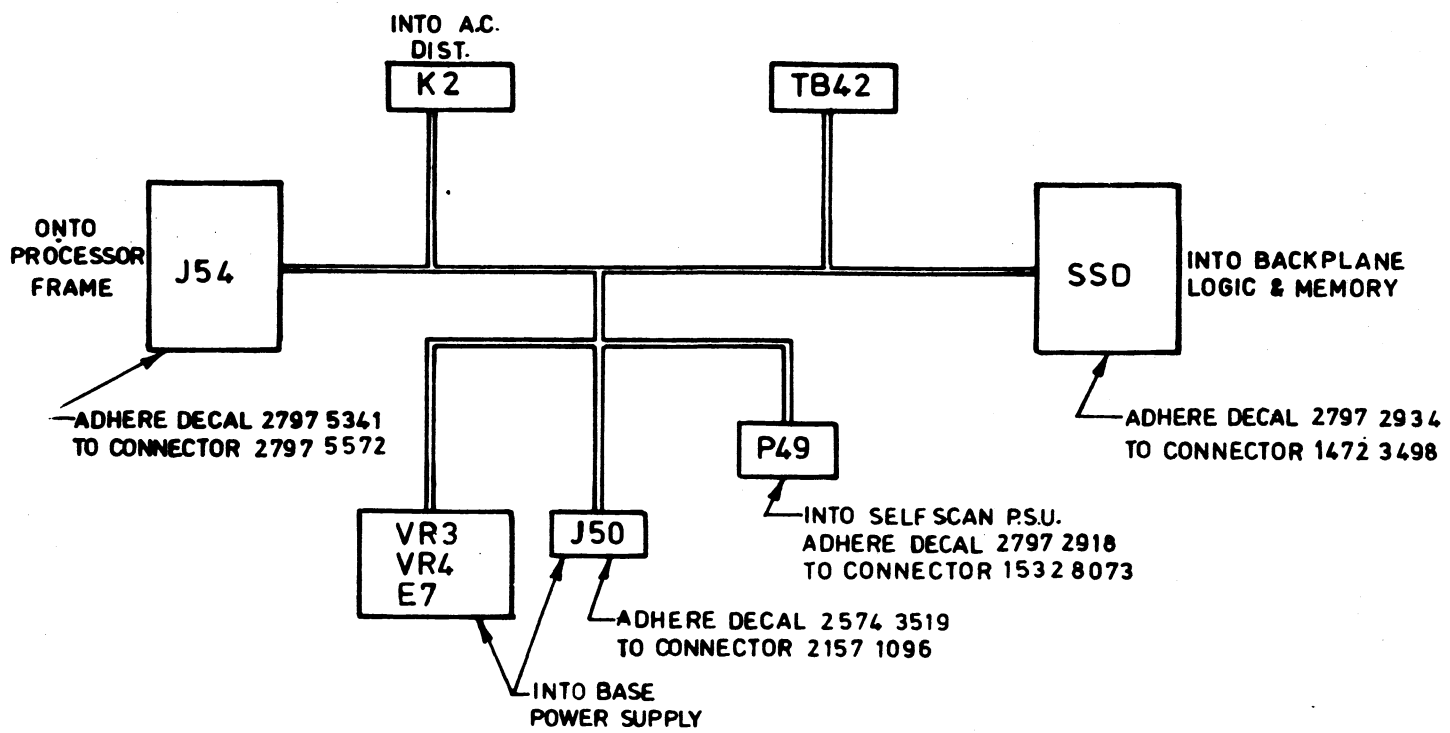 INTO A.C.
DIST.
K2
TB42
ONTO
PROCESSOR
FRAME
J54
SSD
INTO BACKPLANE
LOGIC & MEMORY
ADHERE DECAL 2797 5341
TO CONNECTOR 2797 5572
ADHERE DECAL 2797 2934
TO CONNECTOR 1472 3498
P49
INTO SELF SCAN P.S.U.
ADHERE DECAL 2797 2918
TO CONNECTOR 1532 8073
VR3
VR4
E7
J50
ADHERE DECAL 2574 3519
TO CONNECTOR 2157 1096
INTO BASE
POWER SUPPLY